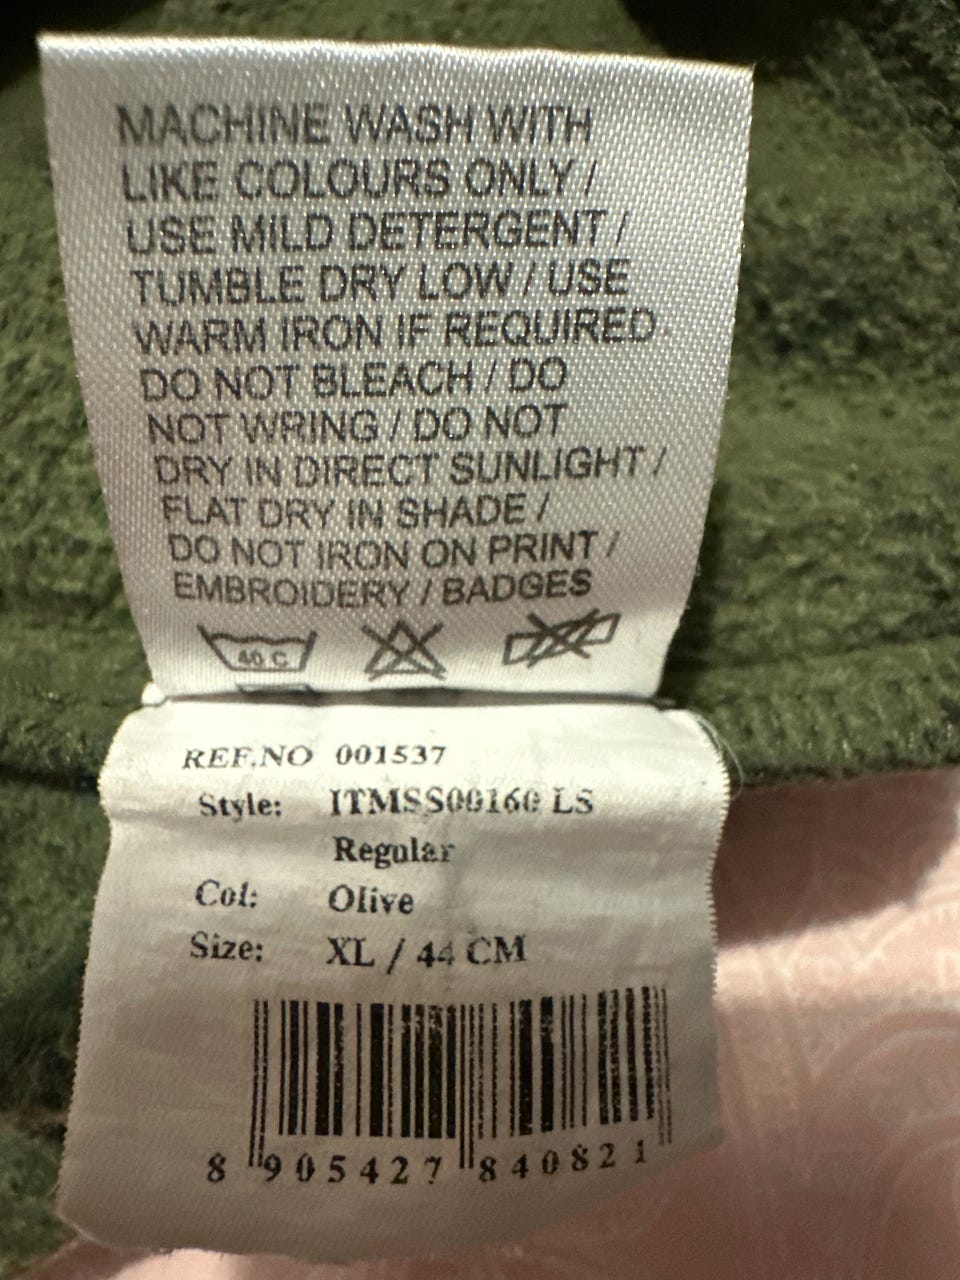 MACHINE WASH WITH
LIKE COLOURS ONLY /
USE MILD DETERGENT /
TUMBLE DRY LOW / USE
WARM IRON IF REQUIRED
DO NOT BLEACH / DO
NOT WRING / DO NOT
DRY IN DIRECT SUNLIGHT /
FLAT DRY IN SHADE /
DO NOT IRON ON PRINT /
EMBROIDERY / BADGES
40 C
REF.NO 001537
Style: ITMSS00160 LS
Regular
Col: Olive
Size: XL / 44 CM
8 905427 840821